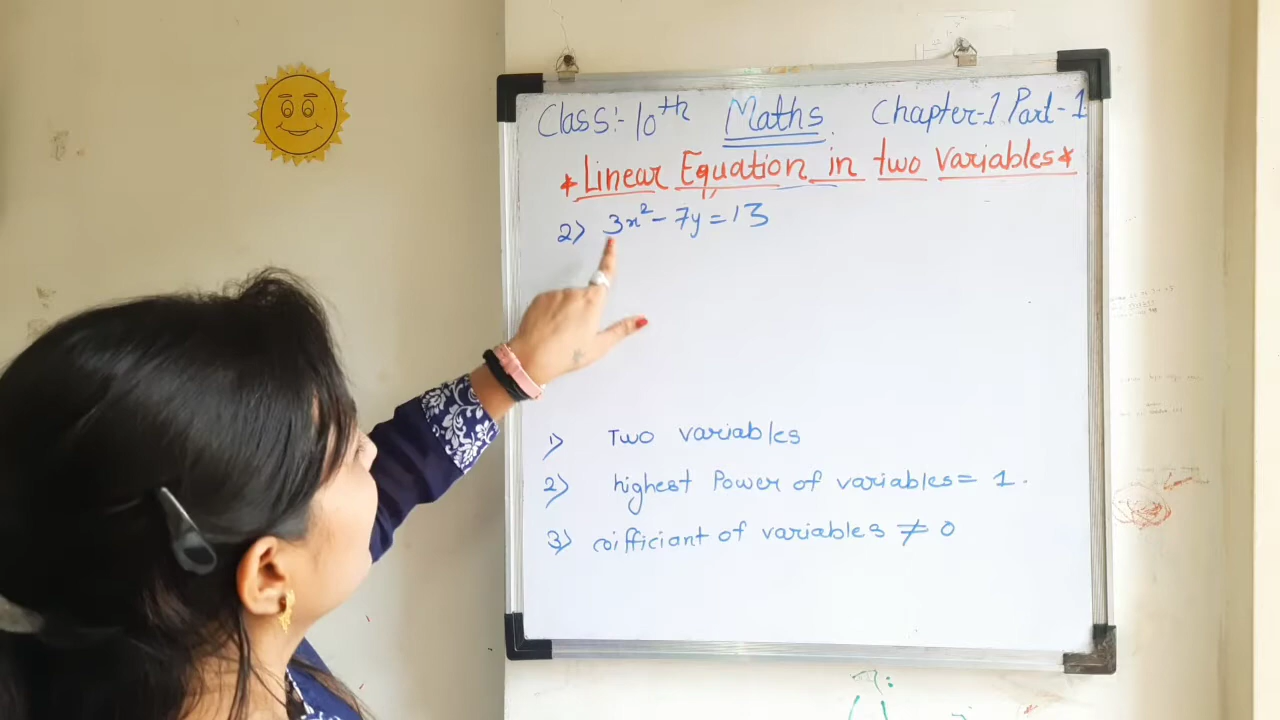 Class:- 10th Maths Chapter-1 Part-1
*Linear Equation in two Variables*
2) 3x² - 7y = 13
1) Two variables
2) highest Power of variables = 1.
3) coifficiant of variables ≠ 0